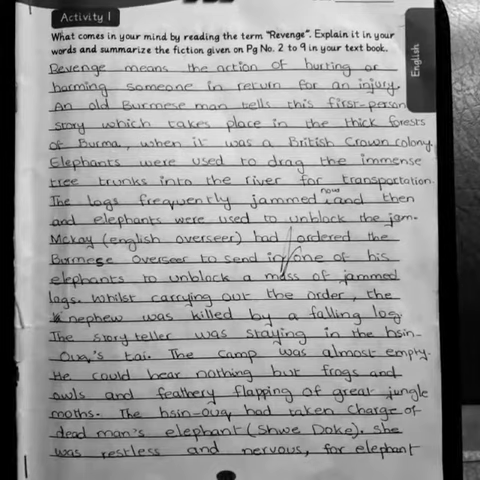 Activity 1
What comes in your mind by reading the term "Revenge". Explain it in your
words and summarize the fiction given on Pg No. 2 to 9 in your text book.
English
Revenge means the action of hurting or
harming someone in return for an injury.
An old Burmese man tells this first-person
story which takes place in the thick forests
of Burma, when it was a British Crown colony.
Elephants were used to drag the immense
tree trunks into the river for transportation.
The logs frequently jammed now and then
and elephants were used to unblock the jam.
Mckay (english overseer) had ordered the
Burmese Overseer to send in one of his
elephants to unblock a mass of jammed
lags. Whilst carrying out the order, the
nephew was killed by a falling log.
The story teller was staying in the hsin-
Ouq's tai. The camp was almost empty.
He could hear nothing but frogs and
owls and feathery flapping of great jungle
moths. The hsin-ouq had taken Charge of
dead man's elephant (Shwe Doke). She
was restless and nervous, for elephant